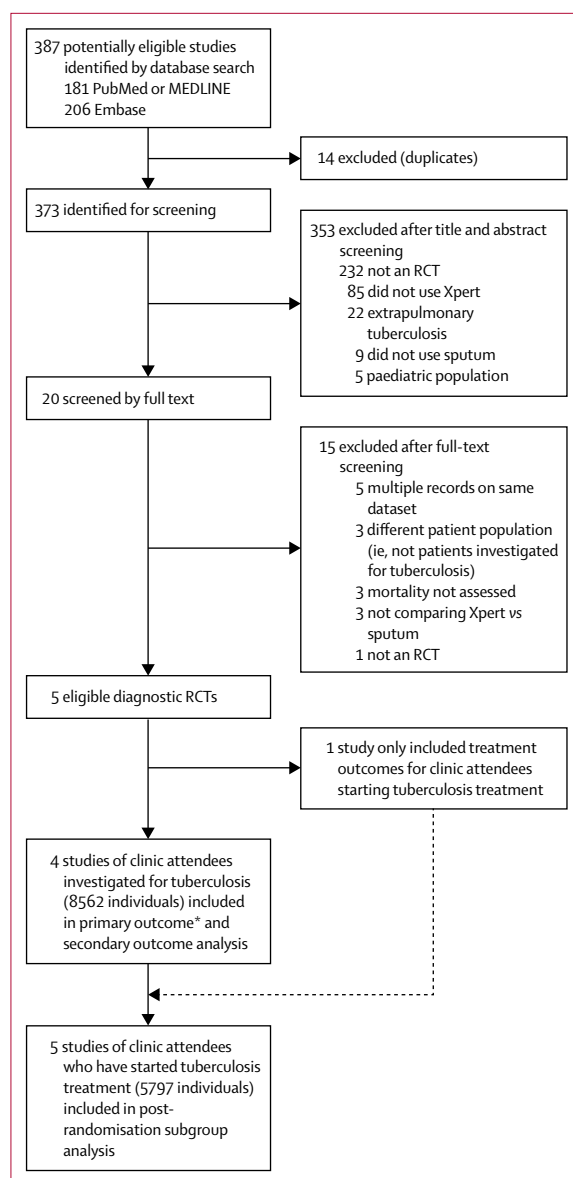 387 potentially eligible studies
identified by database search
181 PubMed or MEDLINE
206 Embase
14 excluded (duplicates)
373 identified for screening
353 excluded after title and abstract
screening
232 not an RCT
85 did not use Xpert
22 extrapulmonary
tuberculosis
9 did not use sputum
5 paediatric population
20 screened by full text
15 excluded after full-text
screening
5 multiple records on same
dataset
3 different patient population
(ie, not patients investigated
for tuberculosis)
3 mortality not assessed
3 not comparing Xpert vs
sputum
1 not an RCT
5 eligible diagnostic RCTs
1 study only included treatment
outcomes for clinic attendees
starting tuberculosis treatment
4 studies of clinic attendees
investigated for tuberculosis
(8562 individuals) included
in primary outcome* and
secondary outcome analysis
5 studies of clinic attendees
who have started tuberculosis
treatment (5797 individuals)
included in post-
randomisation subgroup
analysis